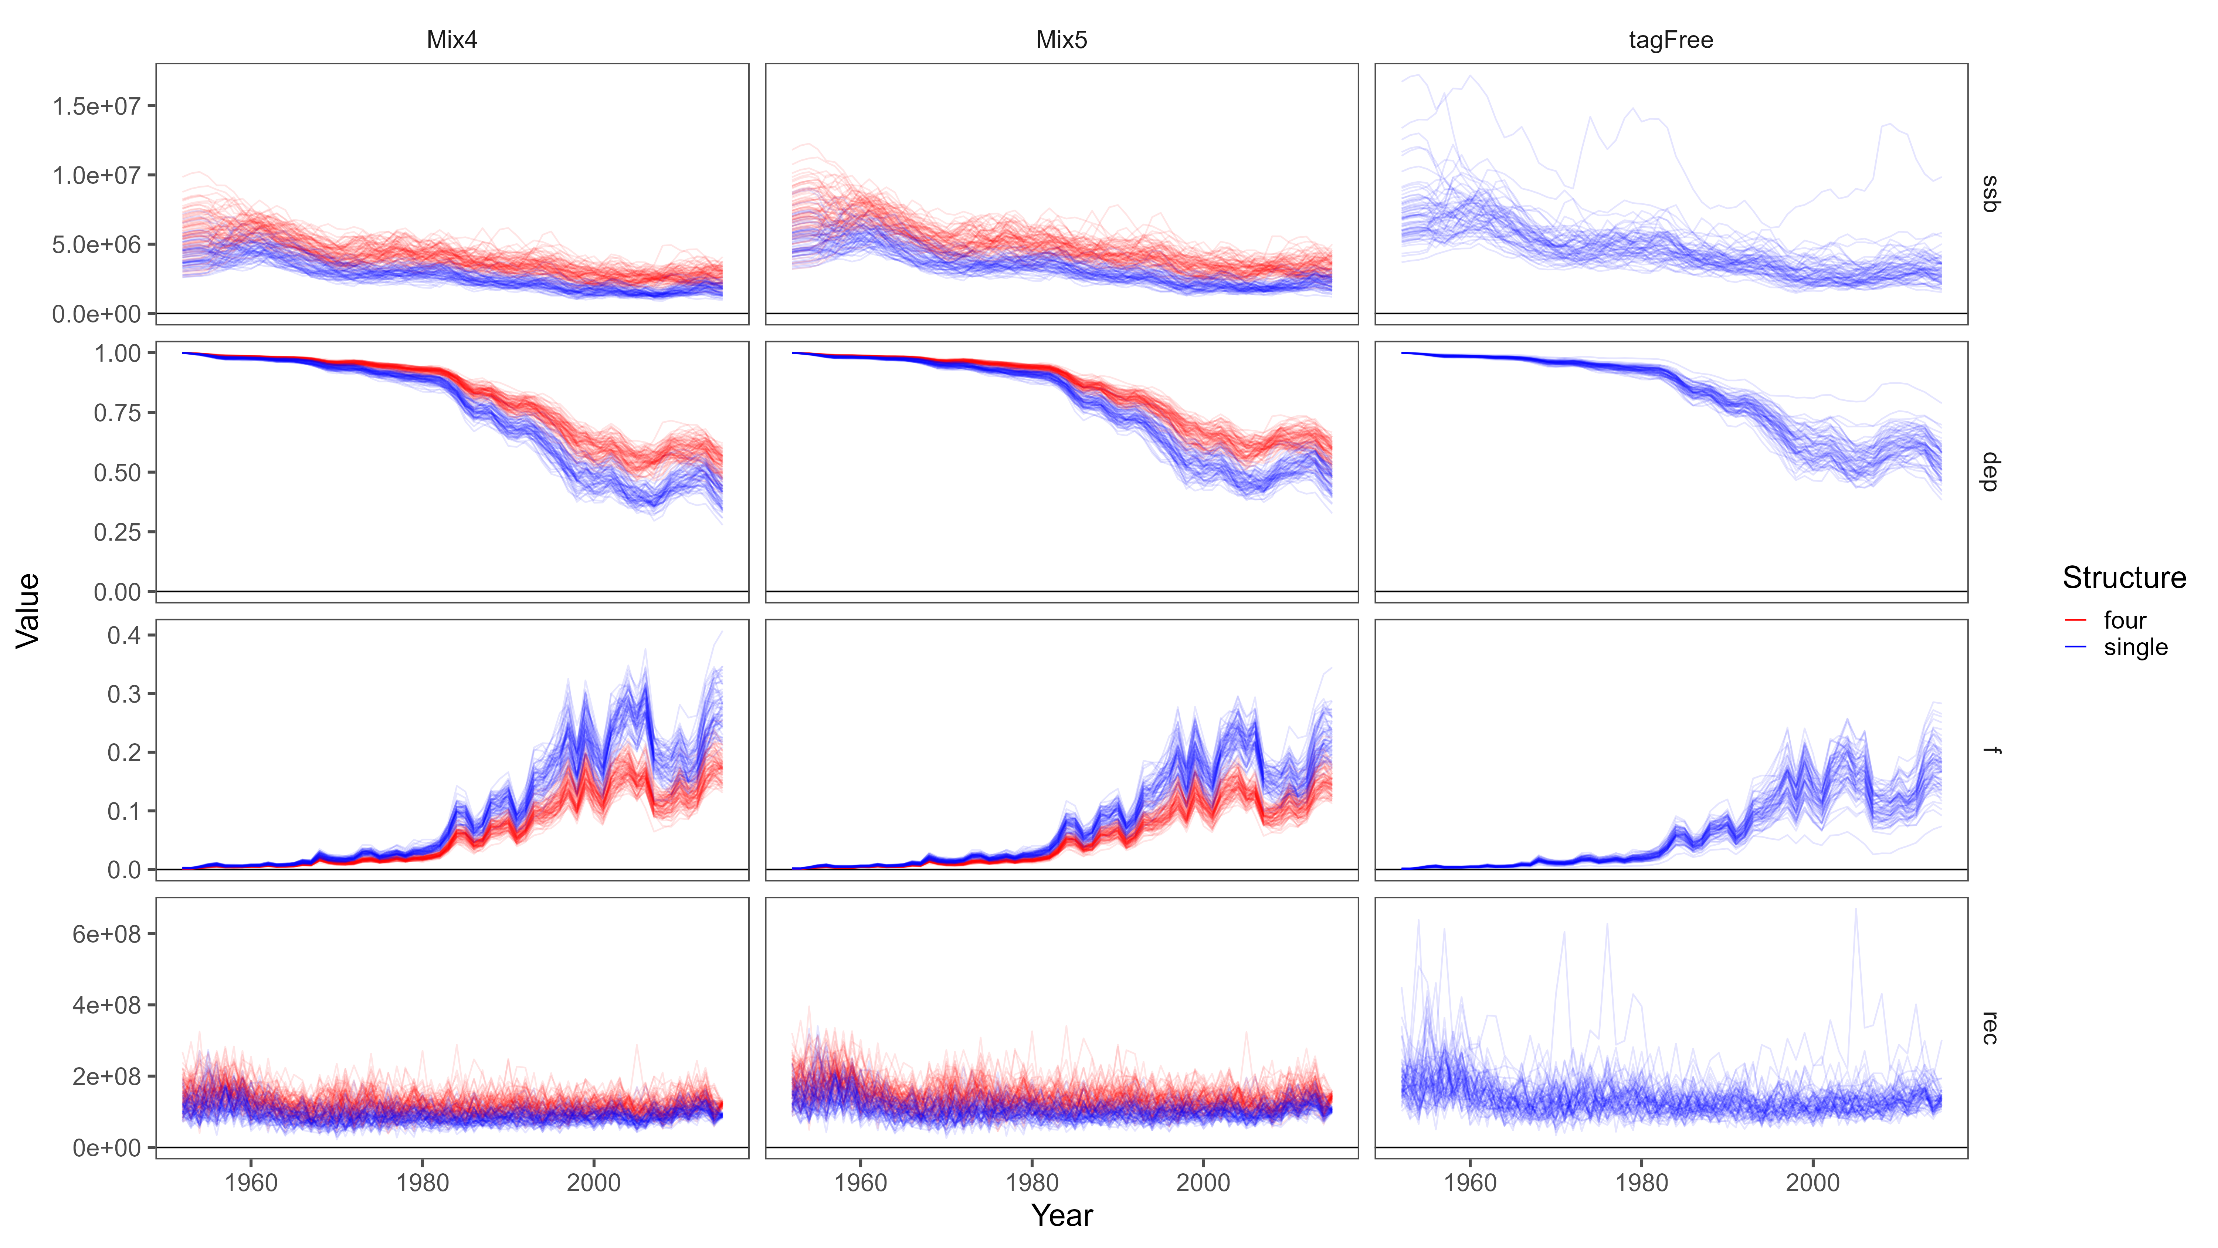 Mix4 Mix5 tagFree
1.5e+07
1.0e+07
5.0e+06
0.0e+00
ssb
1.00
0.75
0.50
0.25
0.00
dep
0.4
0.3
0.2
0.1
0.0
f
6e+08
4e+08
2e+08
0e+00
rec
1960 1980 2000 1960 1980 2000 1960 1980 2000
Year
Value
Structure
four
single